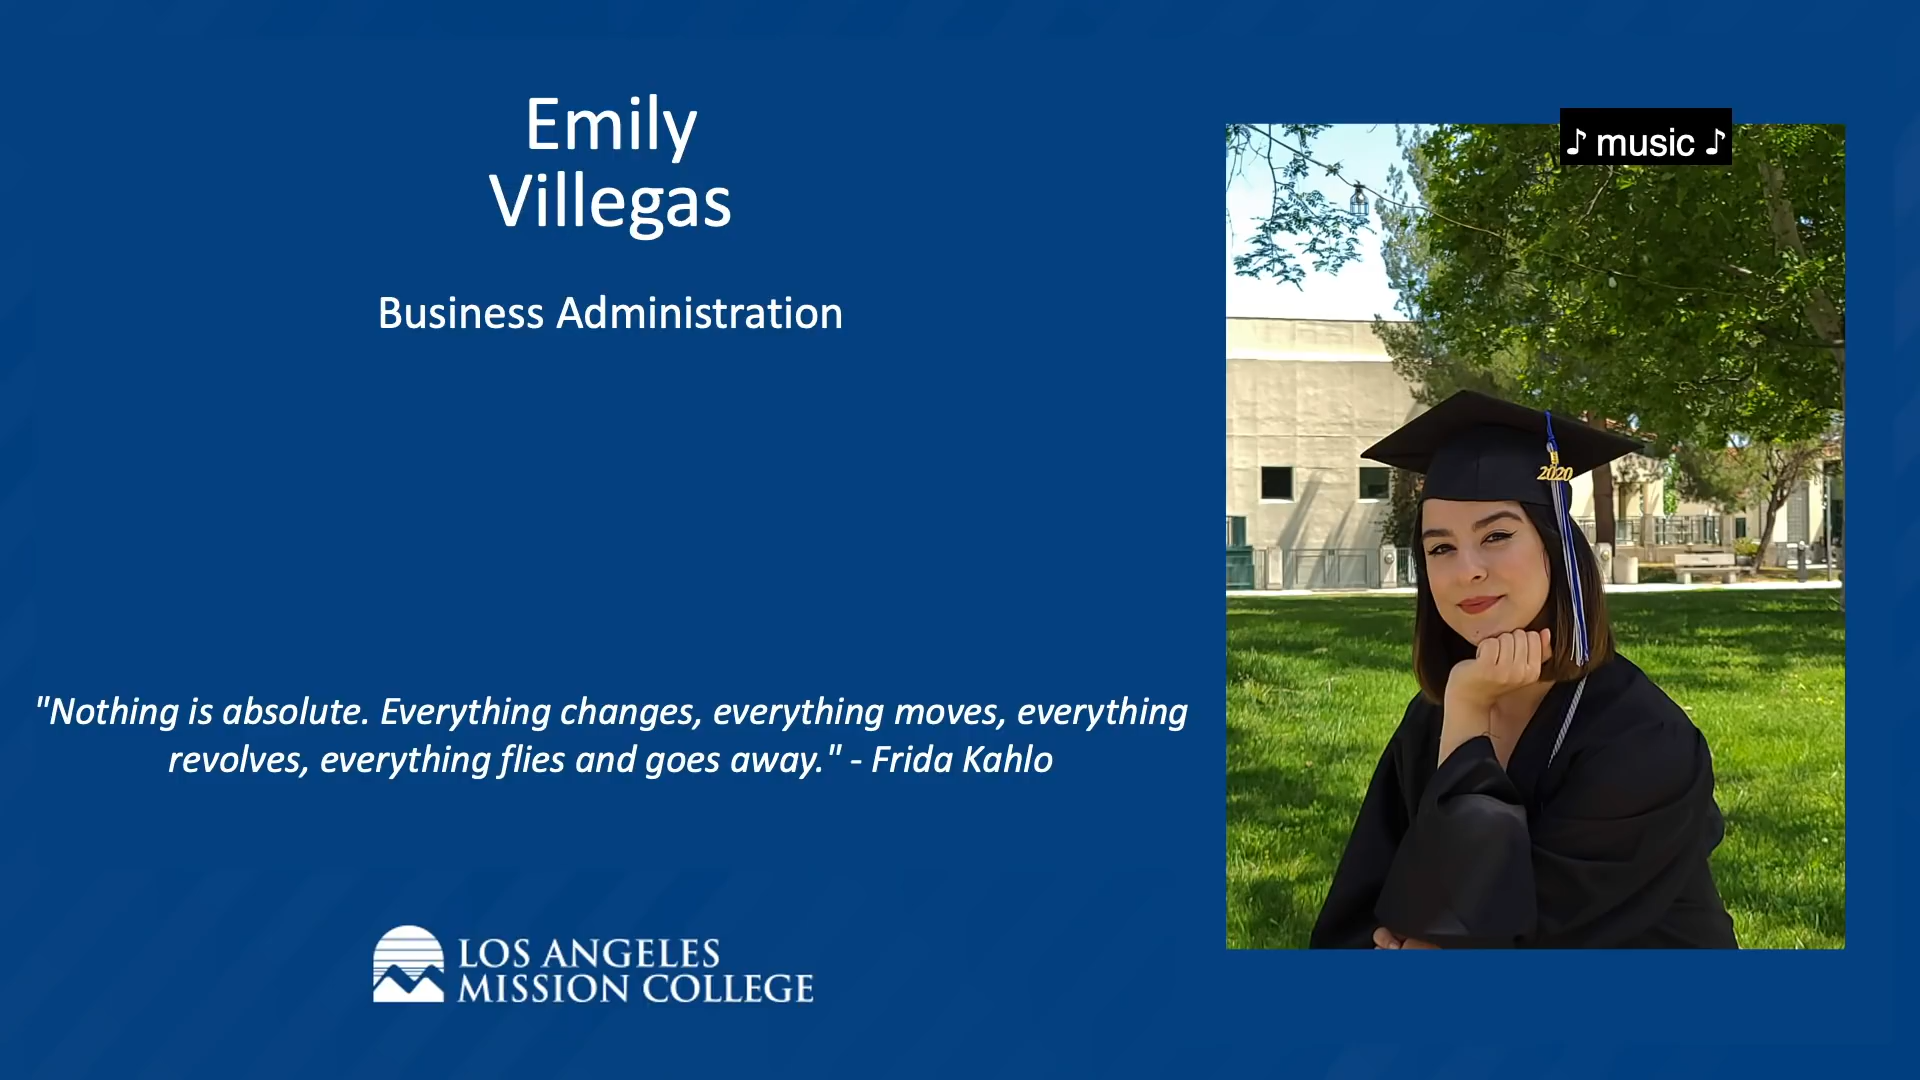 Emily
Villegas
Business Administration
"Nothing is absolute. Everything changes, everything moves, everything
revolves, everything flies and goes away." - Frida Kahlo
LOS ANGELES
MISSION COLLEGE
♪ music ♪
2020